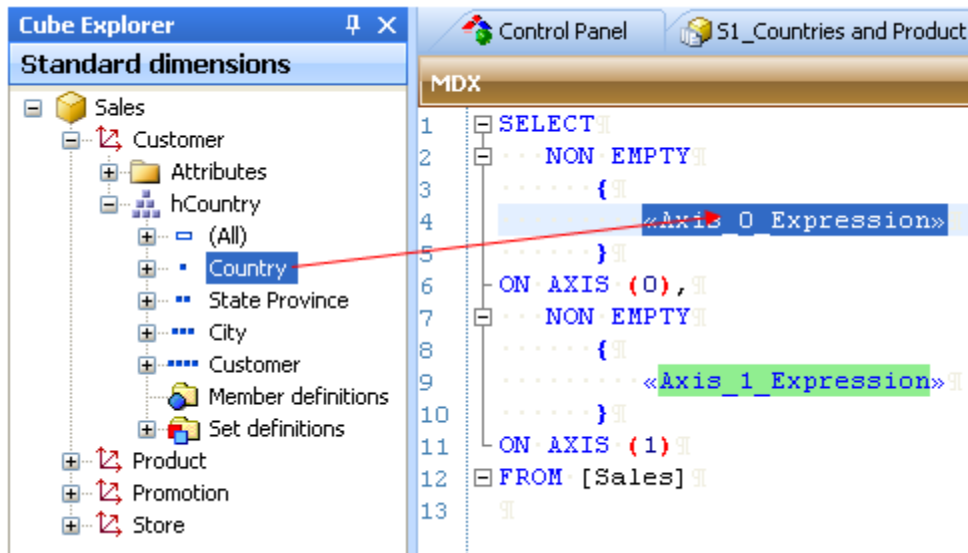 Cube Explorer
Standard dimensions
Sales
Customer
Attributes
hCountry
(All)
Country
State Province
City
Customer
Member definitions
Set definitions
Product
Promotion
Store
Control Panel
S1_Countries and Product
MDX
1 SELECT¶
2 ····NON·EMPTY¶
3 ········{¶
4 ············«Axis_0_Expression»¶
5 ········}¶
6 ON·AXIS·(0),¶
7 ····NON·EMPTY¶
8 ········{¶
9 ············«Axis_1_Expression»¶
10 ········}¶
11 ON·AXIS·(1)¶
12 FROM·[Sales]¶
13 ¶